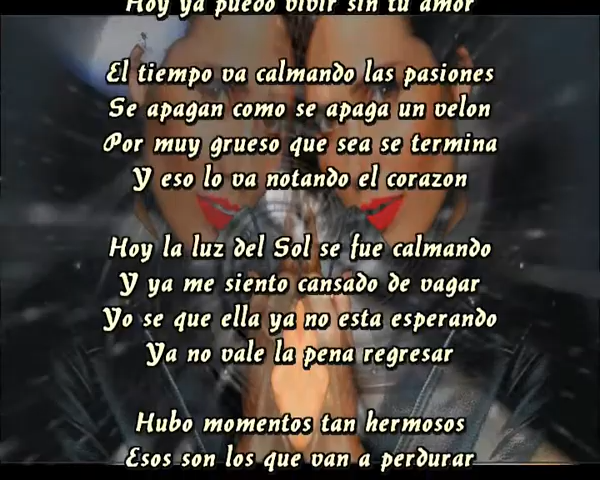 Hoy ya puedo vivir sin tu amor
El tiempo va calmando las pasiones
Se apagan como se apaga un velon
Por muy grueso que sea se termina
Y eso lo va notando el corazon
Hoy la luz del Sol se fue calmando
Y ya me siento cansado de vagar
Yo se que ella ya no esta esperando
Ya no vale la pena regresar
Hubo momentos tan hermosos
Esos son los que van a perdurar